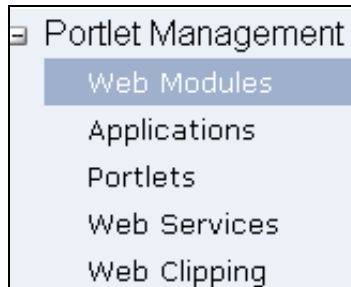 Portlet Management
Web Modules
Applications
Portlets
Web Services
Web Clipping